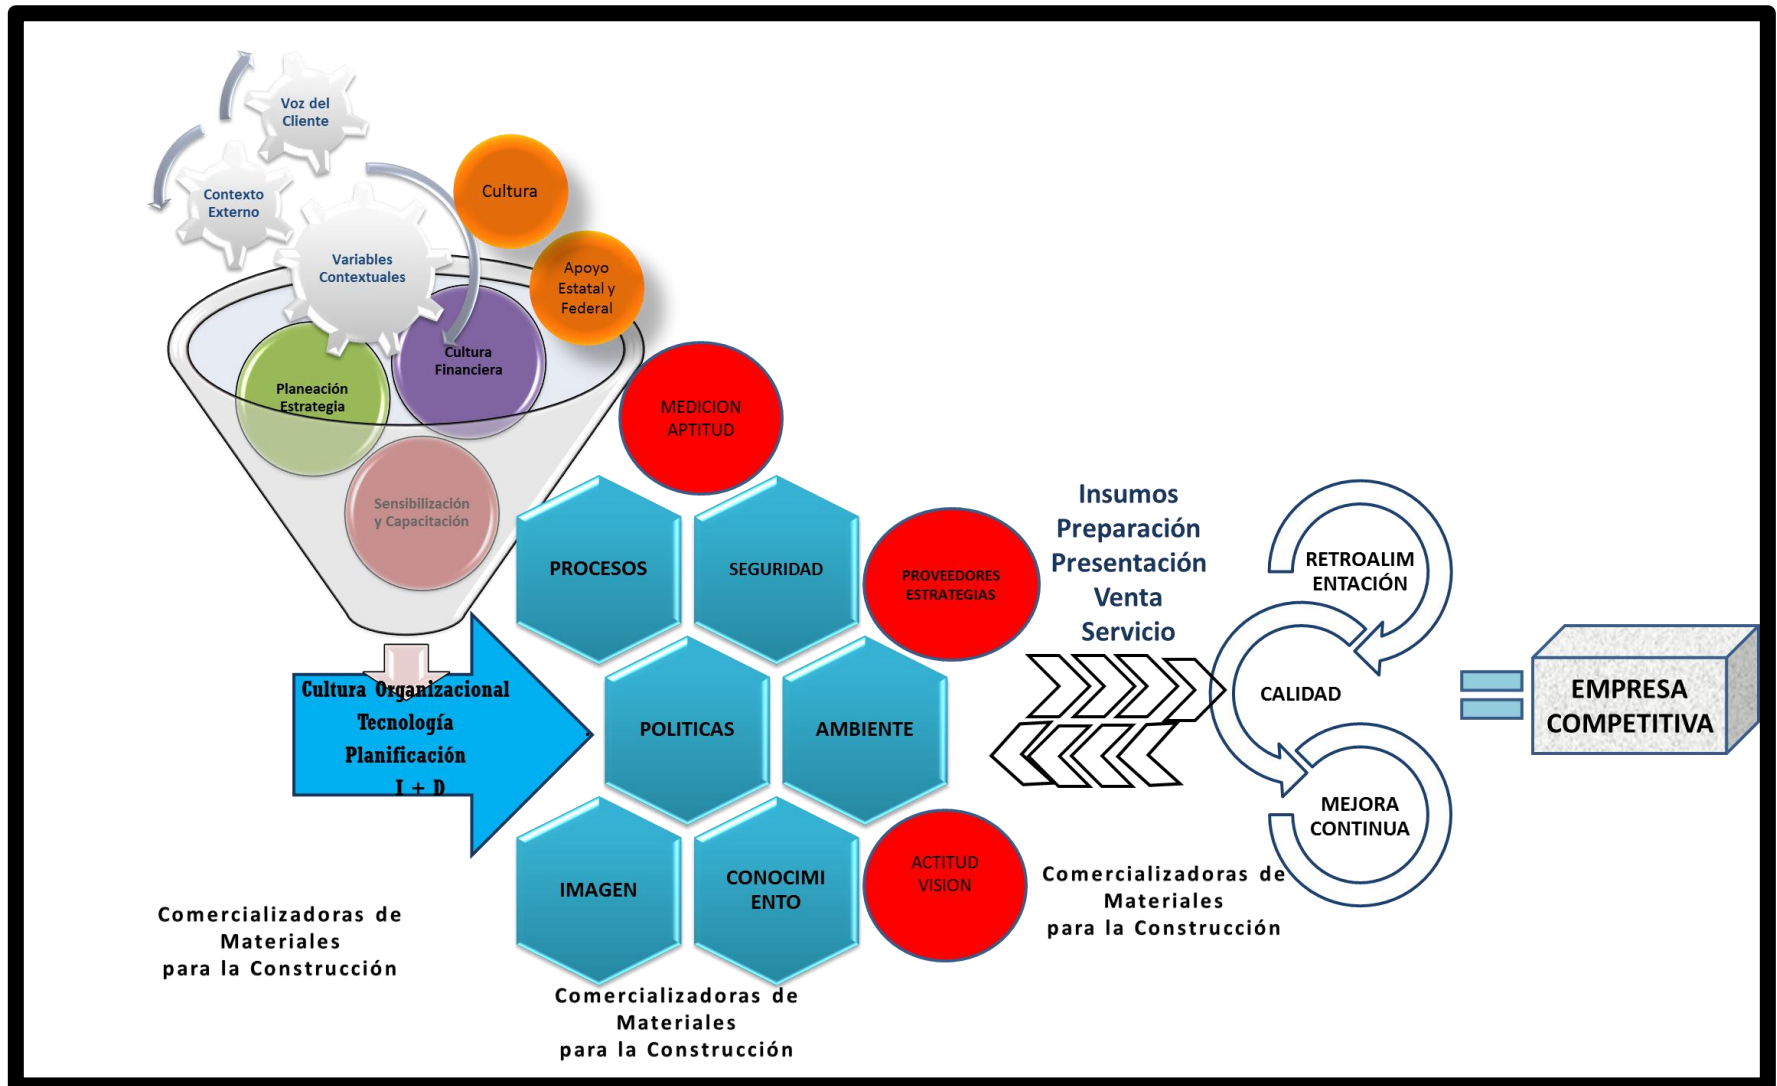 Voz del
Cliente
Contexto
Externo
Variables
Contextuales
Cultura
Apoyo
Estatal y
Federal
Cultura
Financiera
Planeación
Estrategia
Sensibilización
y Capacitación
Cultura Organizacional
Tecnología
Planificación
I + D
Comercializadoras de
Materiales
para la Construcción
MEDICION
APTITUD
PROCESOS
SEGURIDAD
PROVEEDORES
ESTRATEGIAS
POLITICAS
AMBIENTE
IMAGEN
CONOCIMI
ENTO
ACTITUD
VISION
Comercializadoras de
Materiales
para la Construcción
Insumos
Preparación
Presentación
Venta
Servicio
RETROALIM
ENTACIÓN
CALIDAD
MEJORA
CONTINUA
Comercializadoras de
Materiales
para la Construcción
EMPRESA
COMPETITIVA